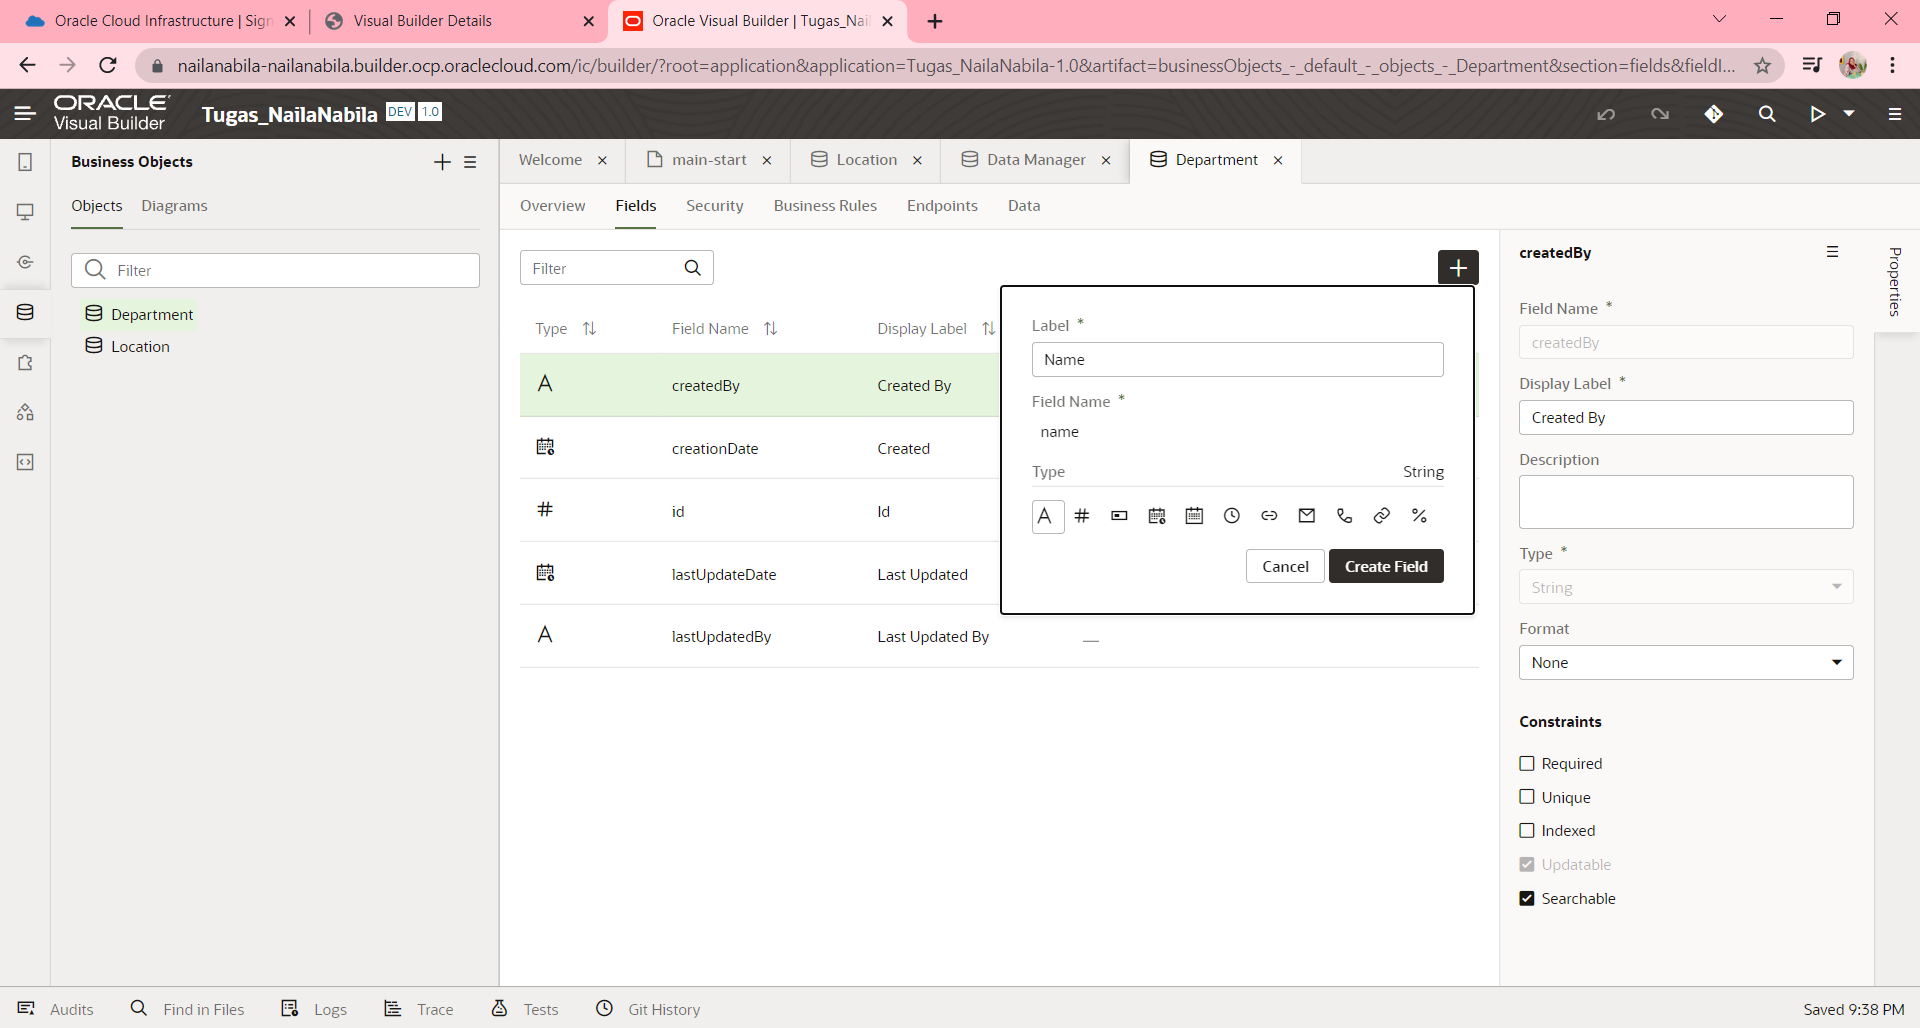 Oracle Cloud Infrastructure | Sign
Visual Builder Details
Oracle Visual Builder | Tugas_Nail
nailanabila-nailanabila.builder.ocp.oraclecloud.com/ic/builder/?root=application&application=Tugas_NailaNabila-1.0&artifact=businessObjects_-_default_-_objects_-_Department&section=fields&fieldI...
ORACLE
Visual Builder
Tugas_NailaNabila DEV 1.0
Business Objects
Objects Diagrams
Filter
Department
Location
Welcome
main-start
Location
Data Manager
Department
Overview Fields Security Business Rules Endpoints Data
Filter
Type Field Name Display Label
A createdBy Created By
creationDate Created
# id Id
lastUpdateDate Last Updated
A lastUpdatedBy Last Updated By —
Label *
Name
Field Name *
name
Type String
A # %
Cancel Create Field
createdBy
Properties
Field Name *
createdBy
Display Label *
Created By
Description
Type *
String
Format
None
Constraints
Required
Unique
Indexed
Updatable
Searchable
Audits Find in Files Logs Trace Tests Git History Saved 9:38 PM